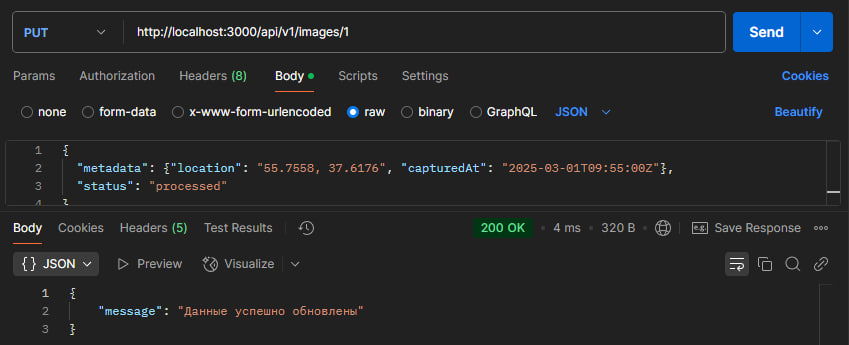 PUT http://localhost:3000/api/v1/images/1 Send
Params Authorization Headers (8) Body Scripts Settings Cookies
none form-data x-www-form-urlencoded raw binary GraphQL JSON Beautify
1 {
2 "metadata": {"location": "55.7558, 37.6176", "capturedAt": "2025-03-01T09:55:00Z"},
3 "status": "processed"
4 }
Body Cookies Headers (5) Test Results 200 OK • 4 ms • 320 B e.g. Save Response
{} JSON Preview Visualize
1 {
2 "message": "Данные успешно обновлены"
3 }